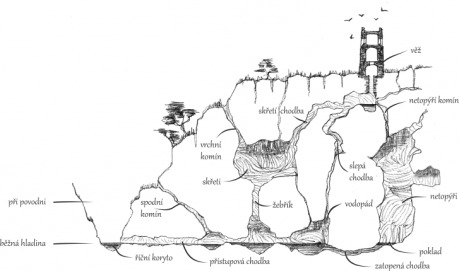 věž
netopýří komín
skřetí chodba
vrchní
komín
slepá
chodba
skřeti
netopýři
při povodni
spodní
komín
žebřík
vodopád
běžná hladina
říční koryto
přístupová chodba
poklad
zatopená chodba